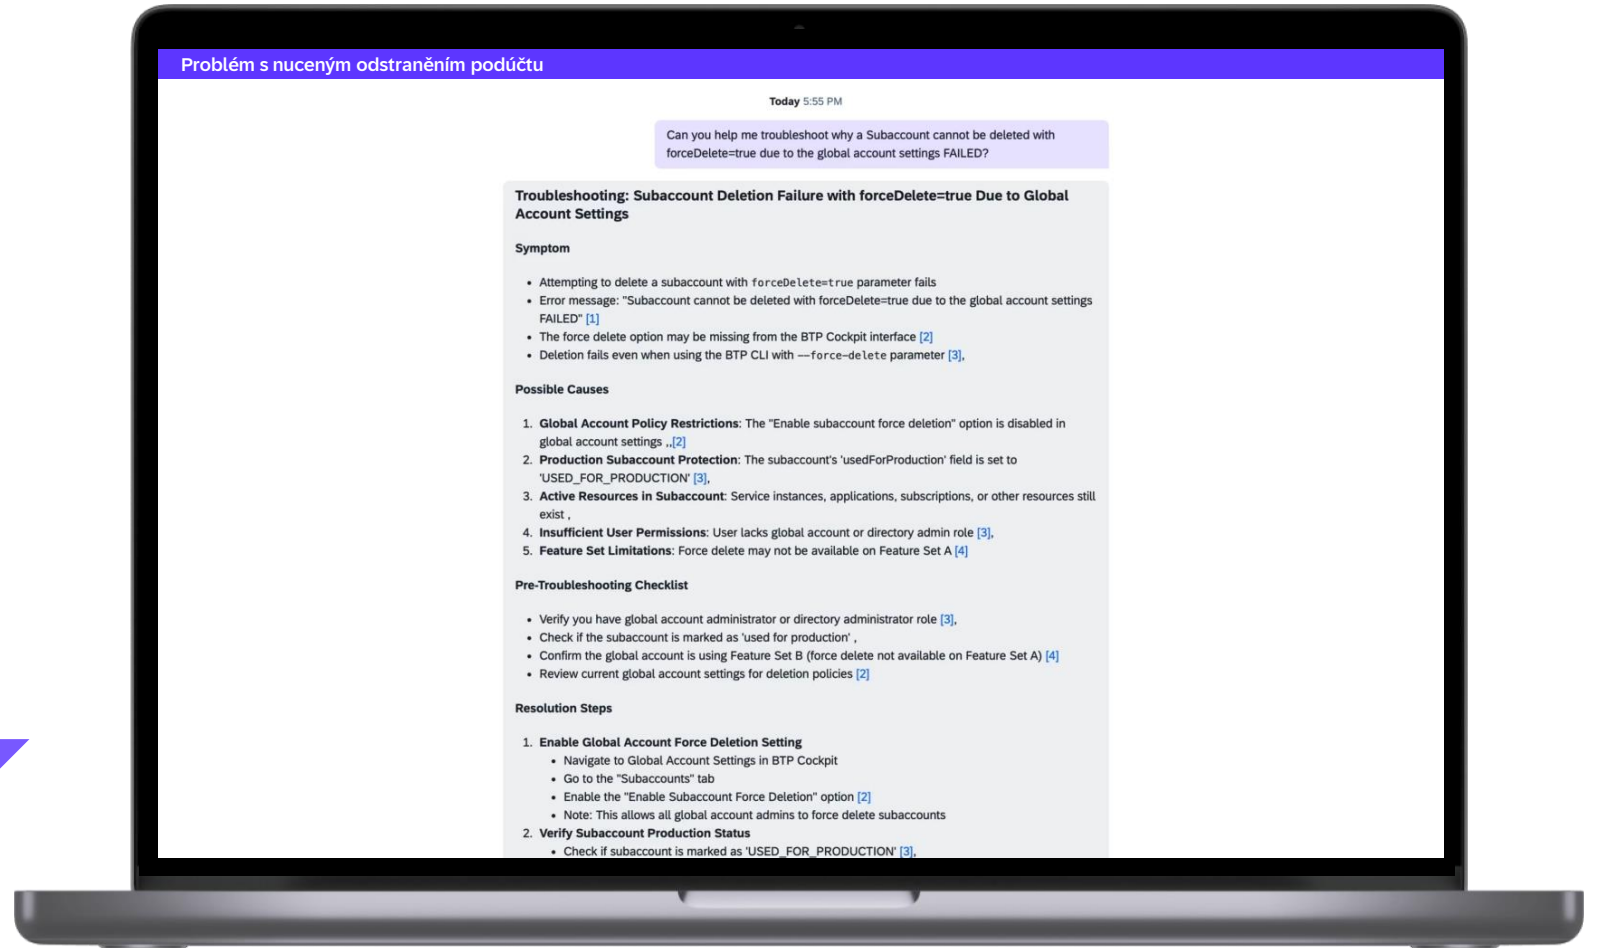 Problém s nuceným odstraněním podúčtu
Today 5:55 PM
Can you help me troubleshoot why a Subaccount cannot be deleted with
forceDelete=true due to the global account settings FAILED?
Troubleshooting: Subaccount Deletion Failure with forceDelete=true Due to Global
Account Settings
Symptom
• Attempting to delete a subaccount with forceDelete=true parameter fails
• Error message: "Subaccount cannot be deleted with forceDelete=true due to the global account settings
FAILED" [1]
• The force delete option may be missing from the BTP Cockpit interface [2]
• Deletion fails even when using the BTP CLI with --force-delete parameter [3],
Possible Causes
1. Global Account Policy Restrictions: The "Enable subaccount force deletion" option is disabled in
global account settings ,,[2]
2. Production Subaccount Protection: The subaccount's 'usedForProduction' field is set to
'USED_FOR_PRODUCTION' [3],
3. Active Resources in Subaccount: Service instances, applications, subscriptions, or other resources still
exist ,
4. Insufficient User Permissions: User lacks global account or directory admin role [3],
5. Feature Set Limitations: Force delete may not be available on Feature Set A [4]
Pre-Troubleshooting Checklist
• Verify you have global account administrator or directory administrator role [3],
• Check if the subaccount is marked as 'used for production' ,
• Confirm the global account is using Feature Set B (force delete not available on Feature Set A) [4]
• Review current global account settings for deletion policies [2]
Resolution Steps
1. Enable Global Account Force Deletion Setting
• Navigate to Global Account Settings in BTP Cockpit
• Go to the "Subaccounts" tab
• Enable the "Enable Subaccount Force Deletion" option [2]
• Note: This allows all global account admins to force delete subaccounts
2. Verify Subaccount Production Status
• Check if subaccount is marked as 'USED_FOR_PRODUCTION' [3],